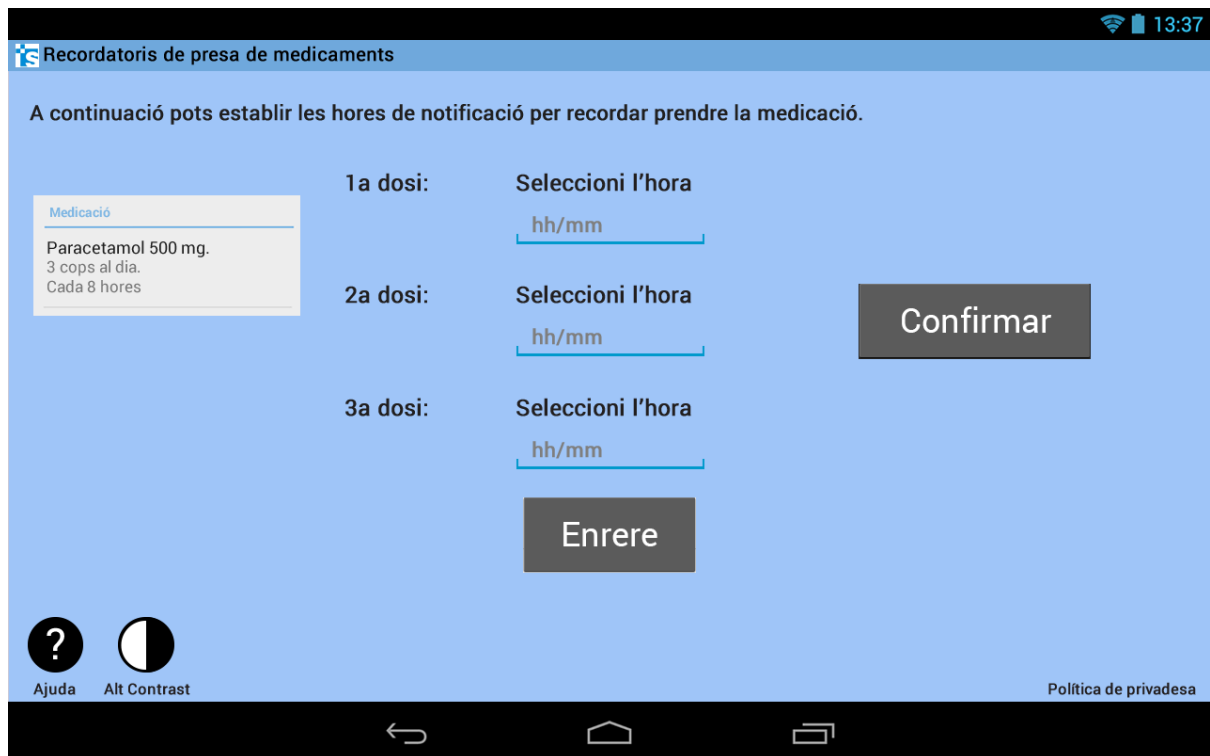 13:37
is Recordatoris de presa de medicaments
A continuació pots establir les hores de notificació per recordar prendre la medicació.
Medicació
Paracetamol 500 mg.
3 cops al dia.
Cada 8 hores
1a dosi: Seleccioni l’hora
hh/mm
2a dosi: Seleccioni l’hora
hh/mm
3a dosi: Seleccioni l’hora
hh/mm
Confirmar
Enrere
?
Ajuda
Alt Contrast
Política de privadesa